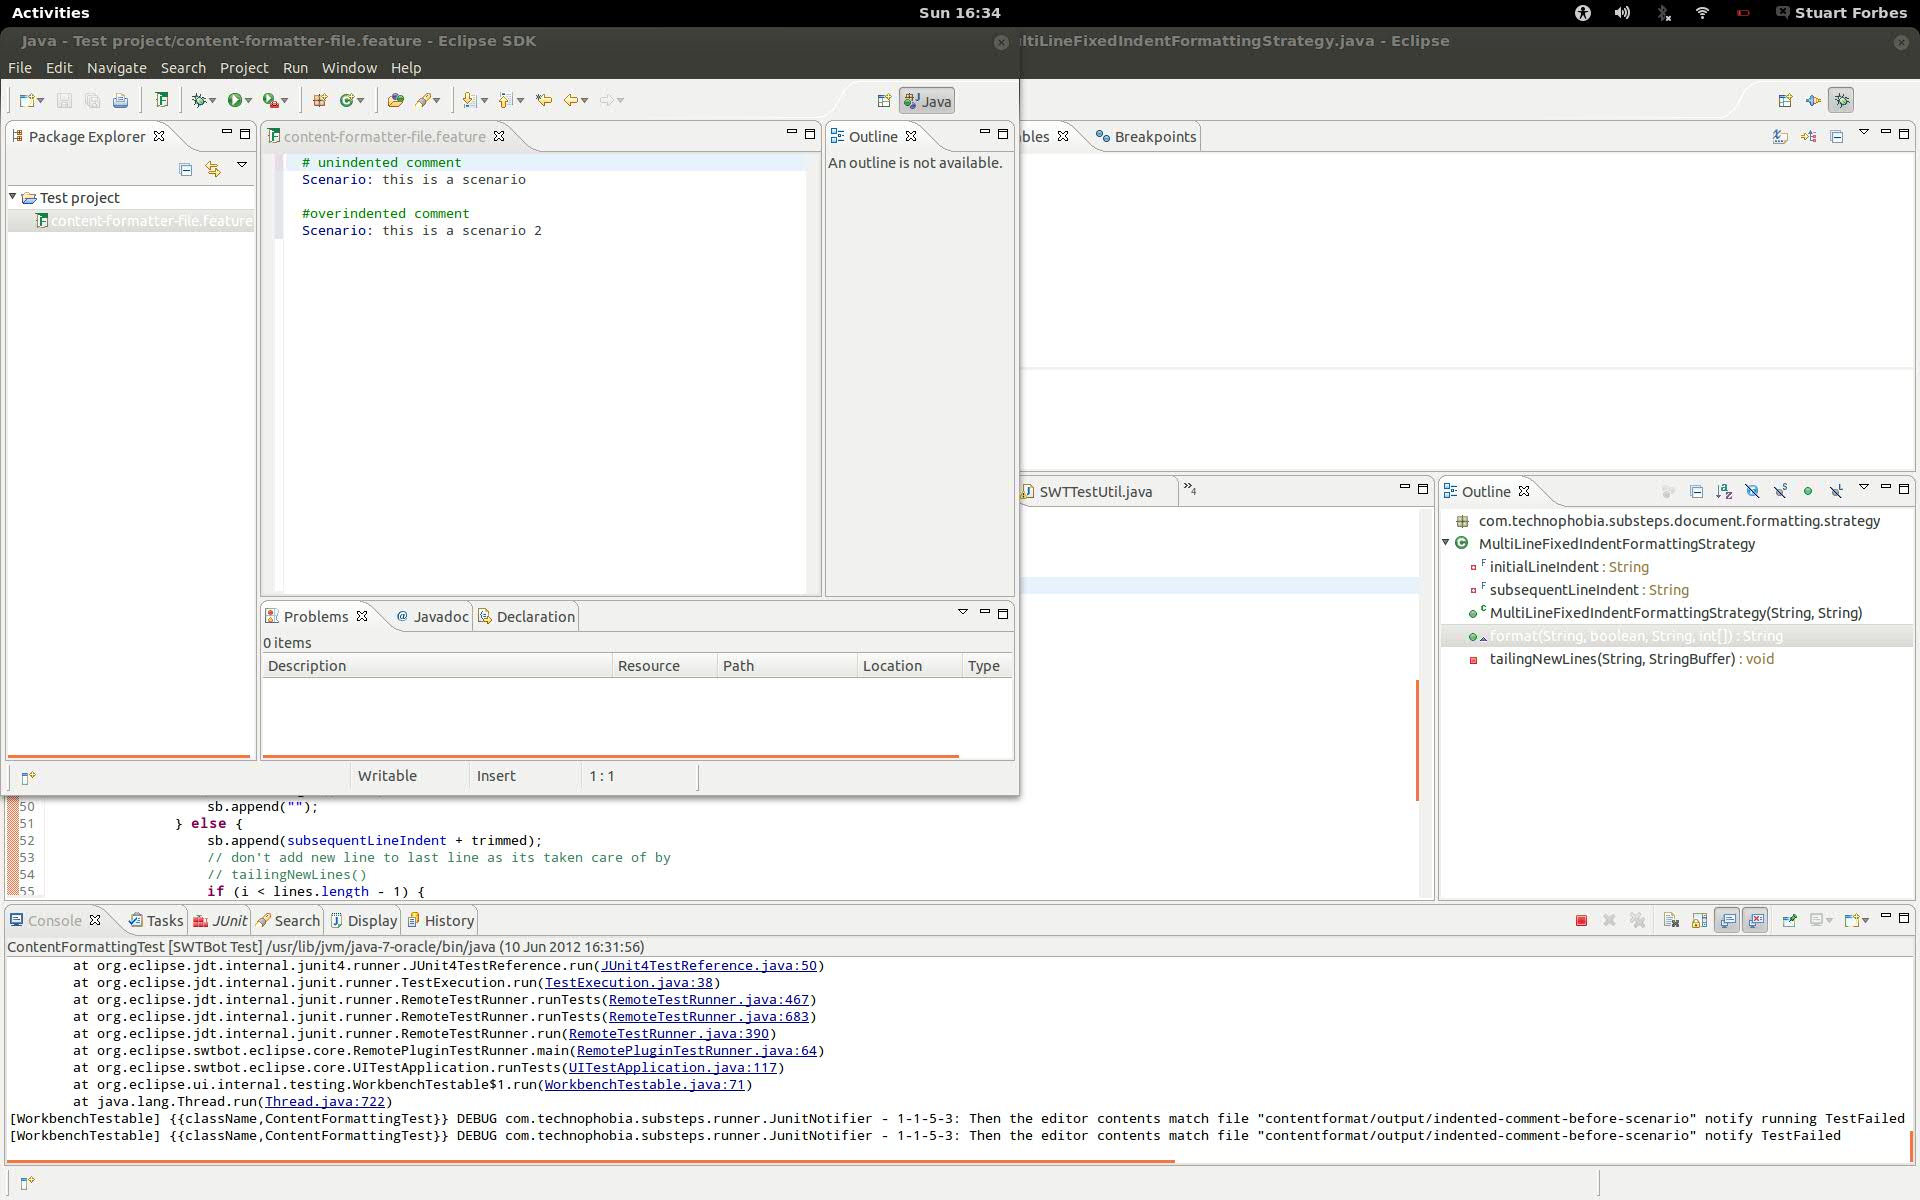 Activities
Sun 16:34
Stuart Forbes
Java - Test project/content-formatter-file.feature - Eclipse SDK
ltiLineFixedIndentFormattingStrategy.java - Eclipse
File Edit Navigate Search Project Run Window Help
Java
Package Explorer
content-formatter-file.feature
Outline
bles
Breakpoints
Test project
content-formatter-file.feature
# unindented comment
Scenario: this is a scenario
#overindented comment
Scenario: this is a scenario 2
An outline is not available.
SWTTestUtil.java
4
Outline
com.technophobia.substeps.document.formatting.strategy
MultiLineFixedIndentFormattingStrategy
initialLineIndent : String
subsequentLineIndent : String
MultiLineFixedIndentFormattingStrategy(String, String)
format(String, boolean, String, int[]) : String
tailingNewLines(String, StringBuffer) : void
Problems
Javadoc
Declaration
0 items
Description Resource Path Location Type
Writable Insert 1 : 1
50 sb.append("");
51 } else {
52 sb.append(subsequentLineIndent + trimmed);
53 // don't add new line to last line as its taken care of by
54 // tailingNewLines()
55 if (i < lines.length - 1) {
Console Tasks JUnit Search Display History
ContentFormattingTest [SWTBot Test] /usr/lib/jvm/java-7-oracle/bin/java (10 Jun 2012 16:31:56)
at org.eclipse.jdt.internal.junit4.runner.JUnit4TestReference.run(JUnit4TestReference.java:50)
at org.eclipse.jdt.internal.junit.runner.TestExecution.run(TestExecution.java:38)
at org.eclipse.jdt.internal.junit.runner.RemoteTestRunner.runTests(RemoteTestRunner.java:467)
at org.eclipse.jdt.internal.junit.runner.RemoteTestRunner.runTests(RemoteTestRunner.java:683)
at org.eclipse.jdt.internal.junit.runner.RemoteTestRunner.run(RemoteTestRunner.java:390)
at org.eclipse.swtbot.eclipse.core.RemotePluginTestRunner.main(RemotePluginTestRunner.java:64)
at org.eclipse.swtbot.eclipse.core.UITestApplication.runTests(UITestApplication.java:117)
at org.eclipse.ui.internal.testing.WorkbenchTestable$1.run(WorkbenchTestable.java:71)
at java.lang.Thread.run(Thread.java:722)
[WorkbenchTestable] {{className,ContentFormattingTest}} DEBUG com.technophobia.substeps.runner.JunitNotifier - 1-1-5-3: Then the editor contents match file "contentformat/output/indented-comment-before-scenario" notify running TestFailed
[WorkbenchTestable] {{className,ContentFormattingTest}} DEBUG com.technophobia.substeps.runner.JunitNotifier - 1-1-5-3: Then the editor contents match file "contentformat/output/indented-comment-before-scenario" notify TestFailed